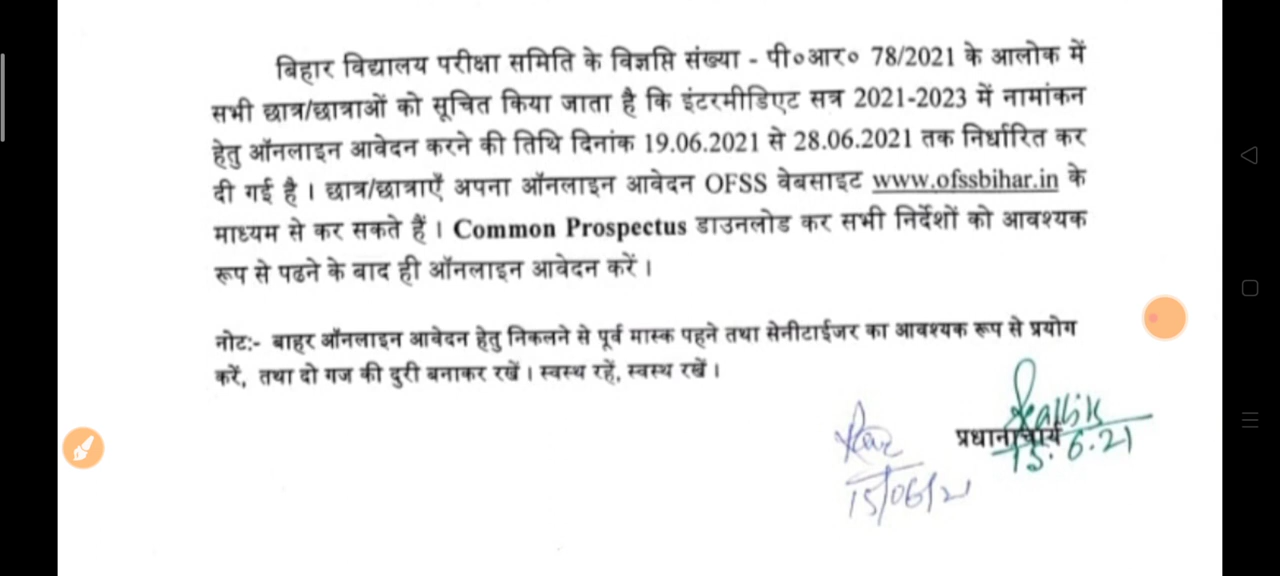 बिहार विद्यालय परीक्षा समिति के विज्ञप्ति संख्या - पी०आर० 78/2021 के आलोक में
सभी छात्र/छात्राओं को सूचित किया जाता है कि इंटरमीडिएट सत्र 2021-2023 में नामांकन
हेतु ऑनलाइन आवेदन करने की तिथि दिनांक 19.06.2021 से 28.06.2021 तक निर्धारित कर
दी गई है। छात्र/छात्राएँ अपना ऑनलाइन आवेदन OFSS वेबसाइट www.ofssbihar.in के
माध्यम से कर सकते हैं। Common Prospectus डाउनलोड कर सभी निर्देशों को आवश्यक
रूप से पढने के बाद ही ऑनलाइन आवेदन करें।
नोटः- बाहर ऑनलाइन आवेदन हेतु निकलने से पूर्व मास्क पहने तथा सेनीटाईजर का आवश्यक रूप से प्रयोग
करें, तथा दो गज की दुरी बनाकर रखें। स्वस्थ रहें, स्वस्थ रखें।
प्रधानाचार्य
15.6.21
15/06/21